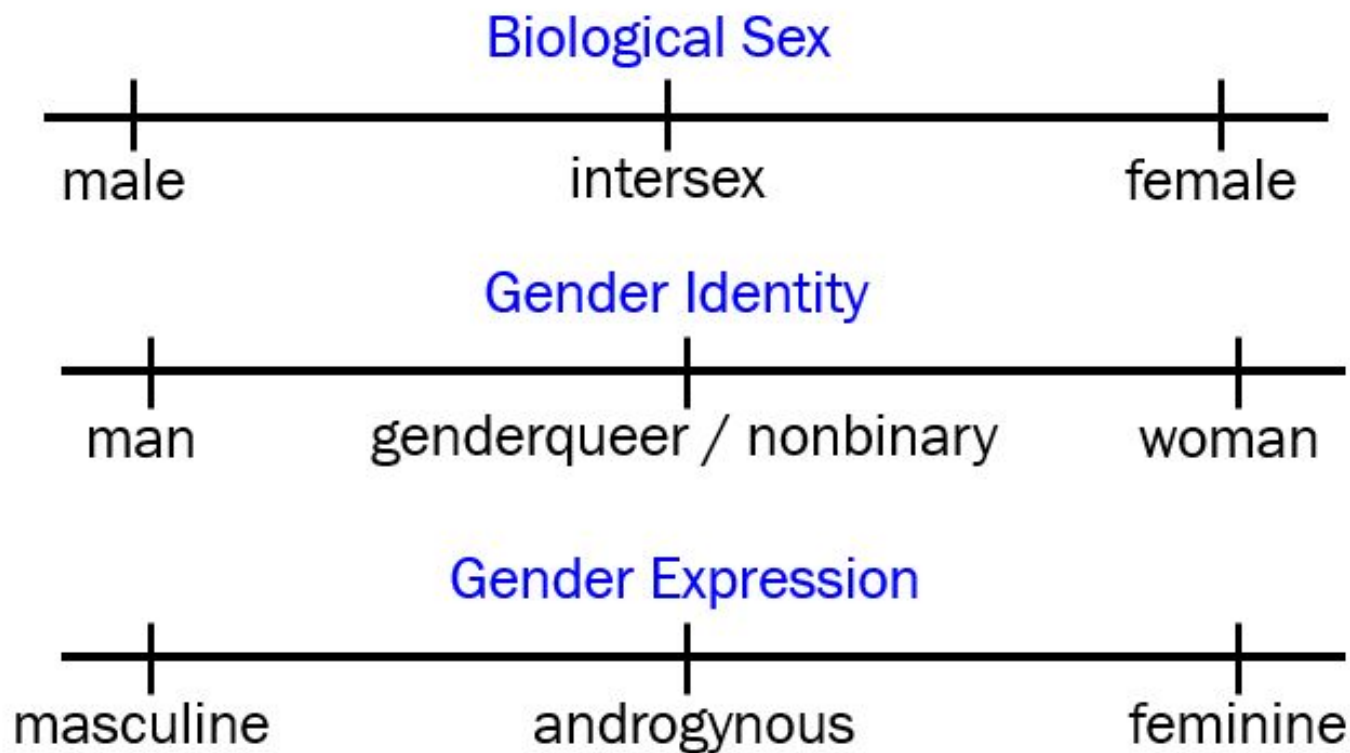 Biological Sex
male intersex female
Gender Identity
man genderqueer / nonbinary woman
Gender Expression
masculine androgynous feminine